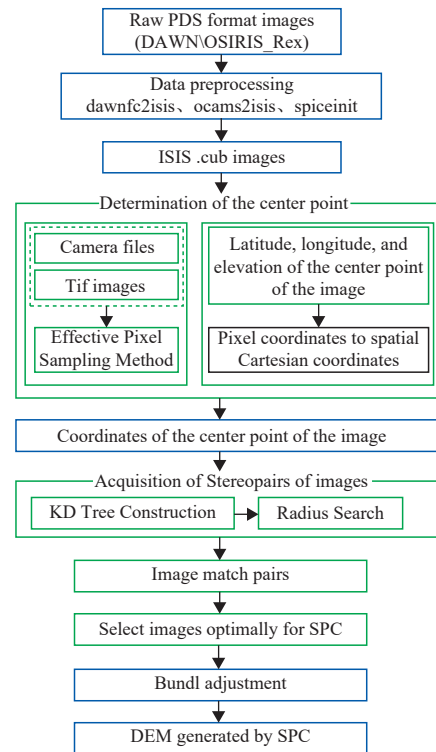 Raw PDS format images
(DAWN\OSIRIS_Rex)
Data preprocessing
dawnfc2isis、ocams2isis、spiceinit
ISIS .cub images
Determination of the center point
Camera files
Tif images
Effective Pixel
Sampling Method
Latitude, longitude, and
elevation of the center point
of the image
Pixel coordinates to spatial
Cartesian coordinates
Coordinates of the center point of the image
Acquisition of Stereopairs of images
KD Tree Construction
Radius Search
Image match pairs
Select images optimally for SPC
Bundl adjustment
DEM generated by SPC